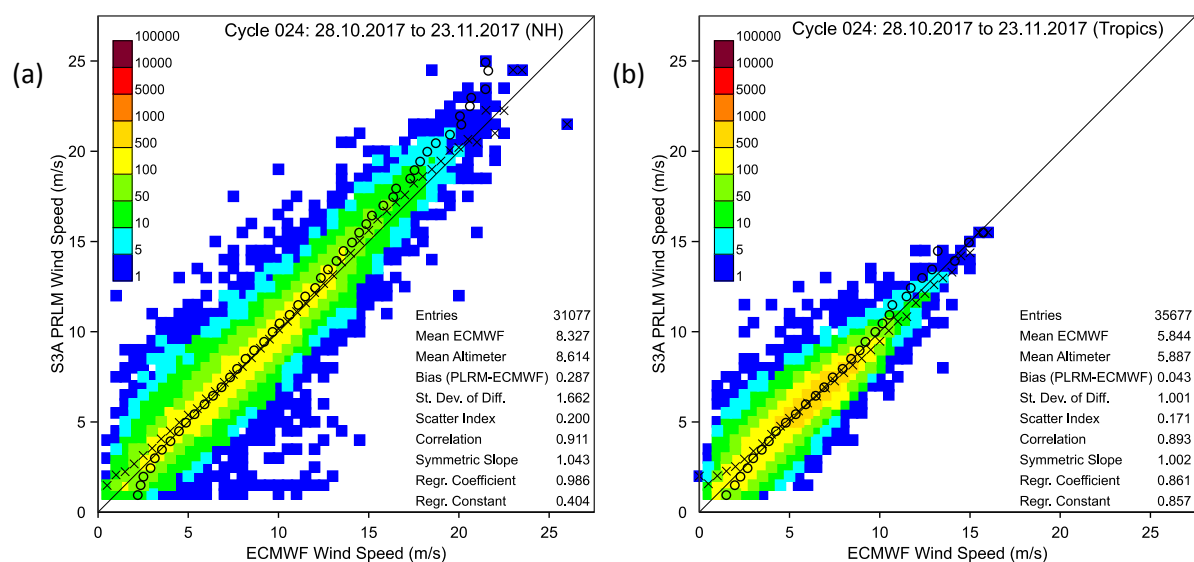 (a)
Cycle 024: 28.10.2017 to 23.11.2017 (NH)
S3A PRLM Wind Speed (m/s)
25
20
15
10
5
0
100000
10000
5000
1000
500
100
50
10
5
1
Entries 31077
Mean ECMWF 8.327
Mean Altimeter 8.614
Bias (PLRM-ECMWF) 0.287
St. Dev. of Diff. 1.662
Scatter Index 0.200
Correlation 0.911
Symmetric Slope 1.043
Regr. Coefficient 0.986
Regr. Constant 0.404
0 5 10 15 20 25
ECMWF Wind Speed (m/s)
(b)
Cycle 024: 28.10.2017 to 23.11.2017 (Tropics)
S3A PRLM Wind Speed (m/s)
25
20
15
10
5
0
100000
10000
5000
1000
500
100
50
10
5
1
Entries 35677
Mean ECMWF 5.844
Mean Altimeter 5.887
Bias (PLRM-ECMWF) 0.043
St. Dev. of Diff. 1.001
Scatter Index 0.171
Correlation 0.893
Symmetric Slope 1.002
Regr. Coefficient 0.861
Regr. Constant 0.857
0 5 10 15 20 25
ECMWF Wind Speed (m/s)